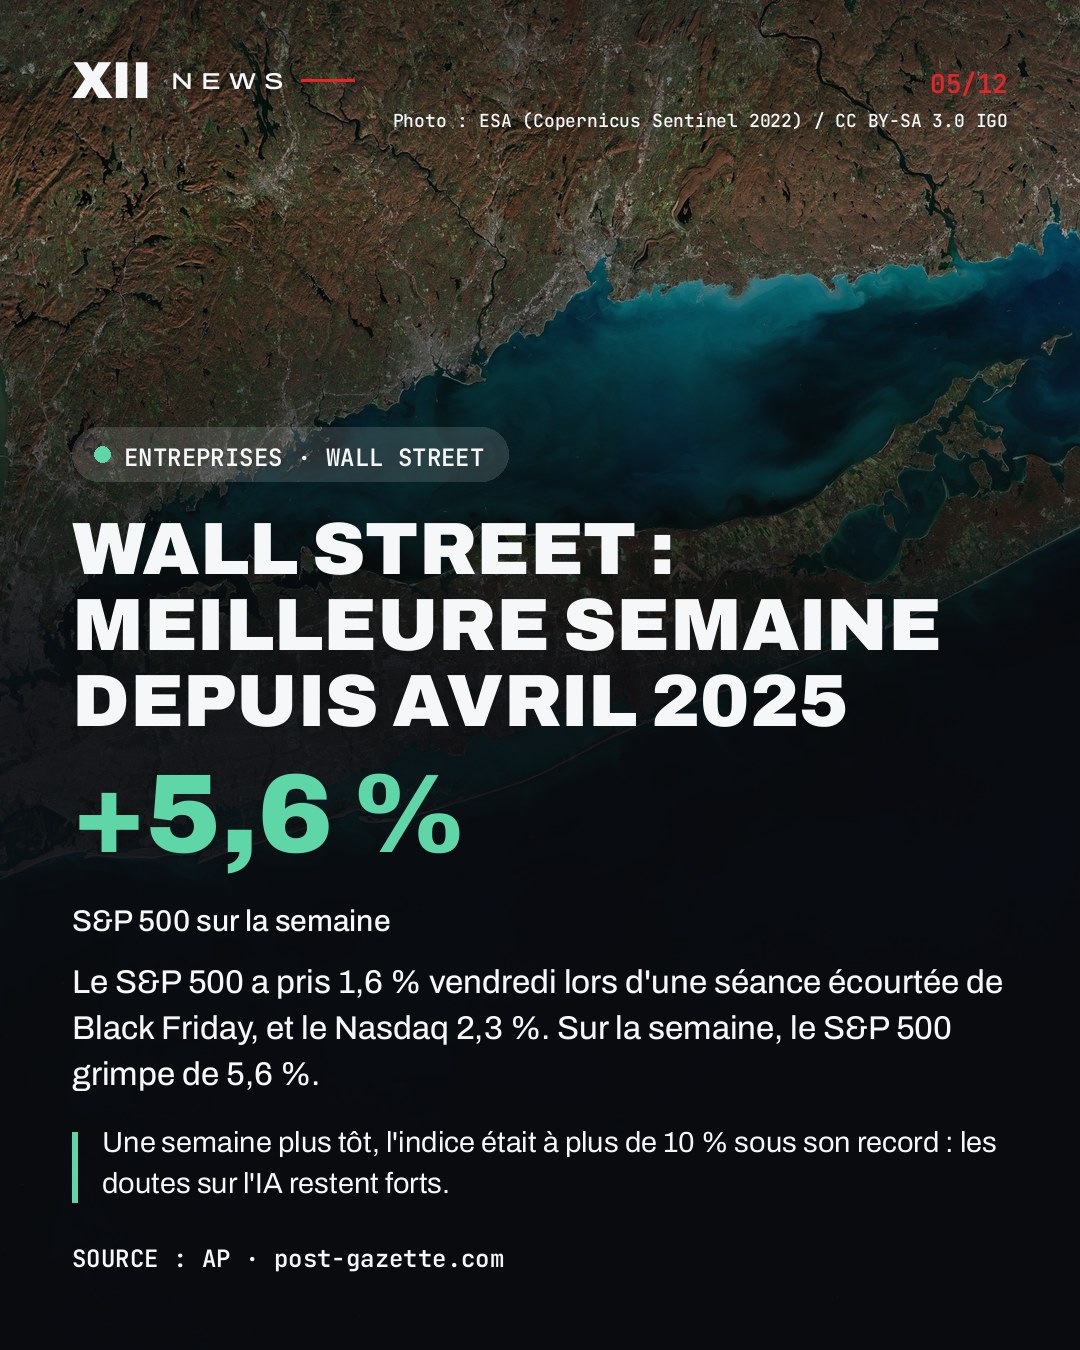 XII NEWS
05/12
Photo : ESA (Copernicus Sentinel 2022) / CC BY-SA 3.0 IGO
ENTREPRISES · WALL STREET
WALL STREET :
MEILLEURE SEMAINE
DEPUIS AVRIL 2025
+5,6 %
S&P 500 sur la semaine
Le S&P 500 a pris 1,6 % vendredi lors d'une séance écourtée de
Black Friday, et le Nasdaq 2,3 %. Sur la semaine, le S&P 500
grimpe de 5,6 %.
Une semaine plus tôt, l'indice était à plus de 10 % sous son record : les
doutes sur l'IA restent forts.
SOURCE : AP · post-gazette.com